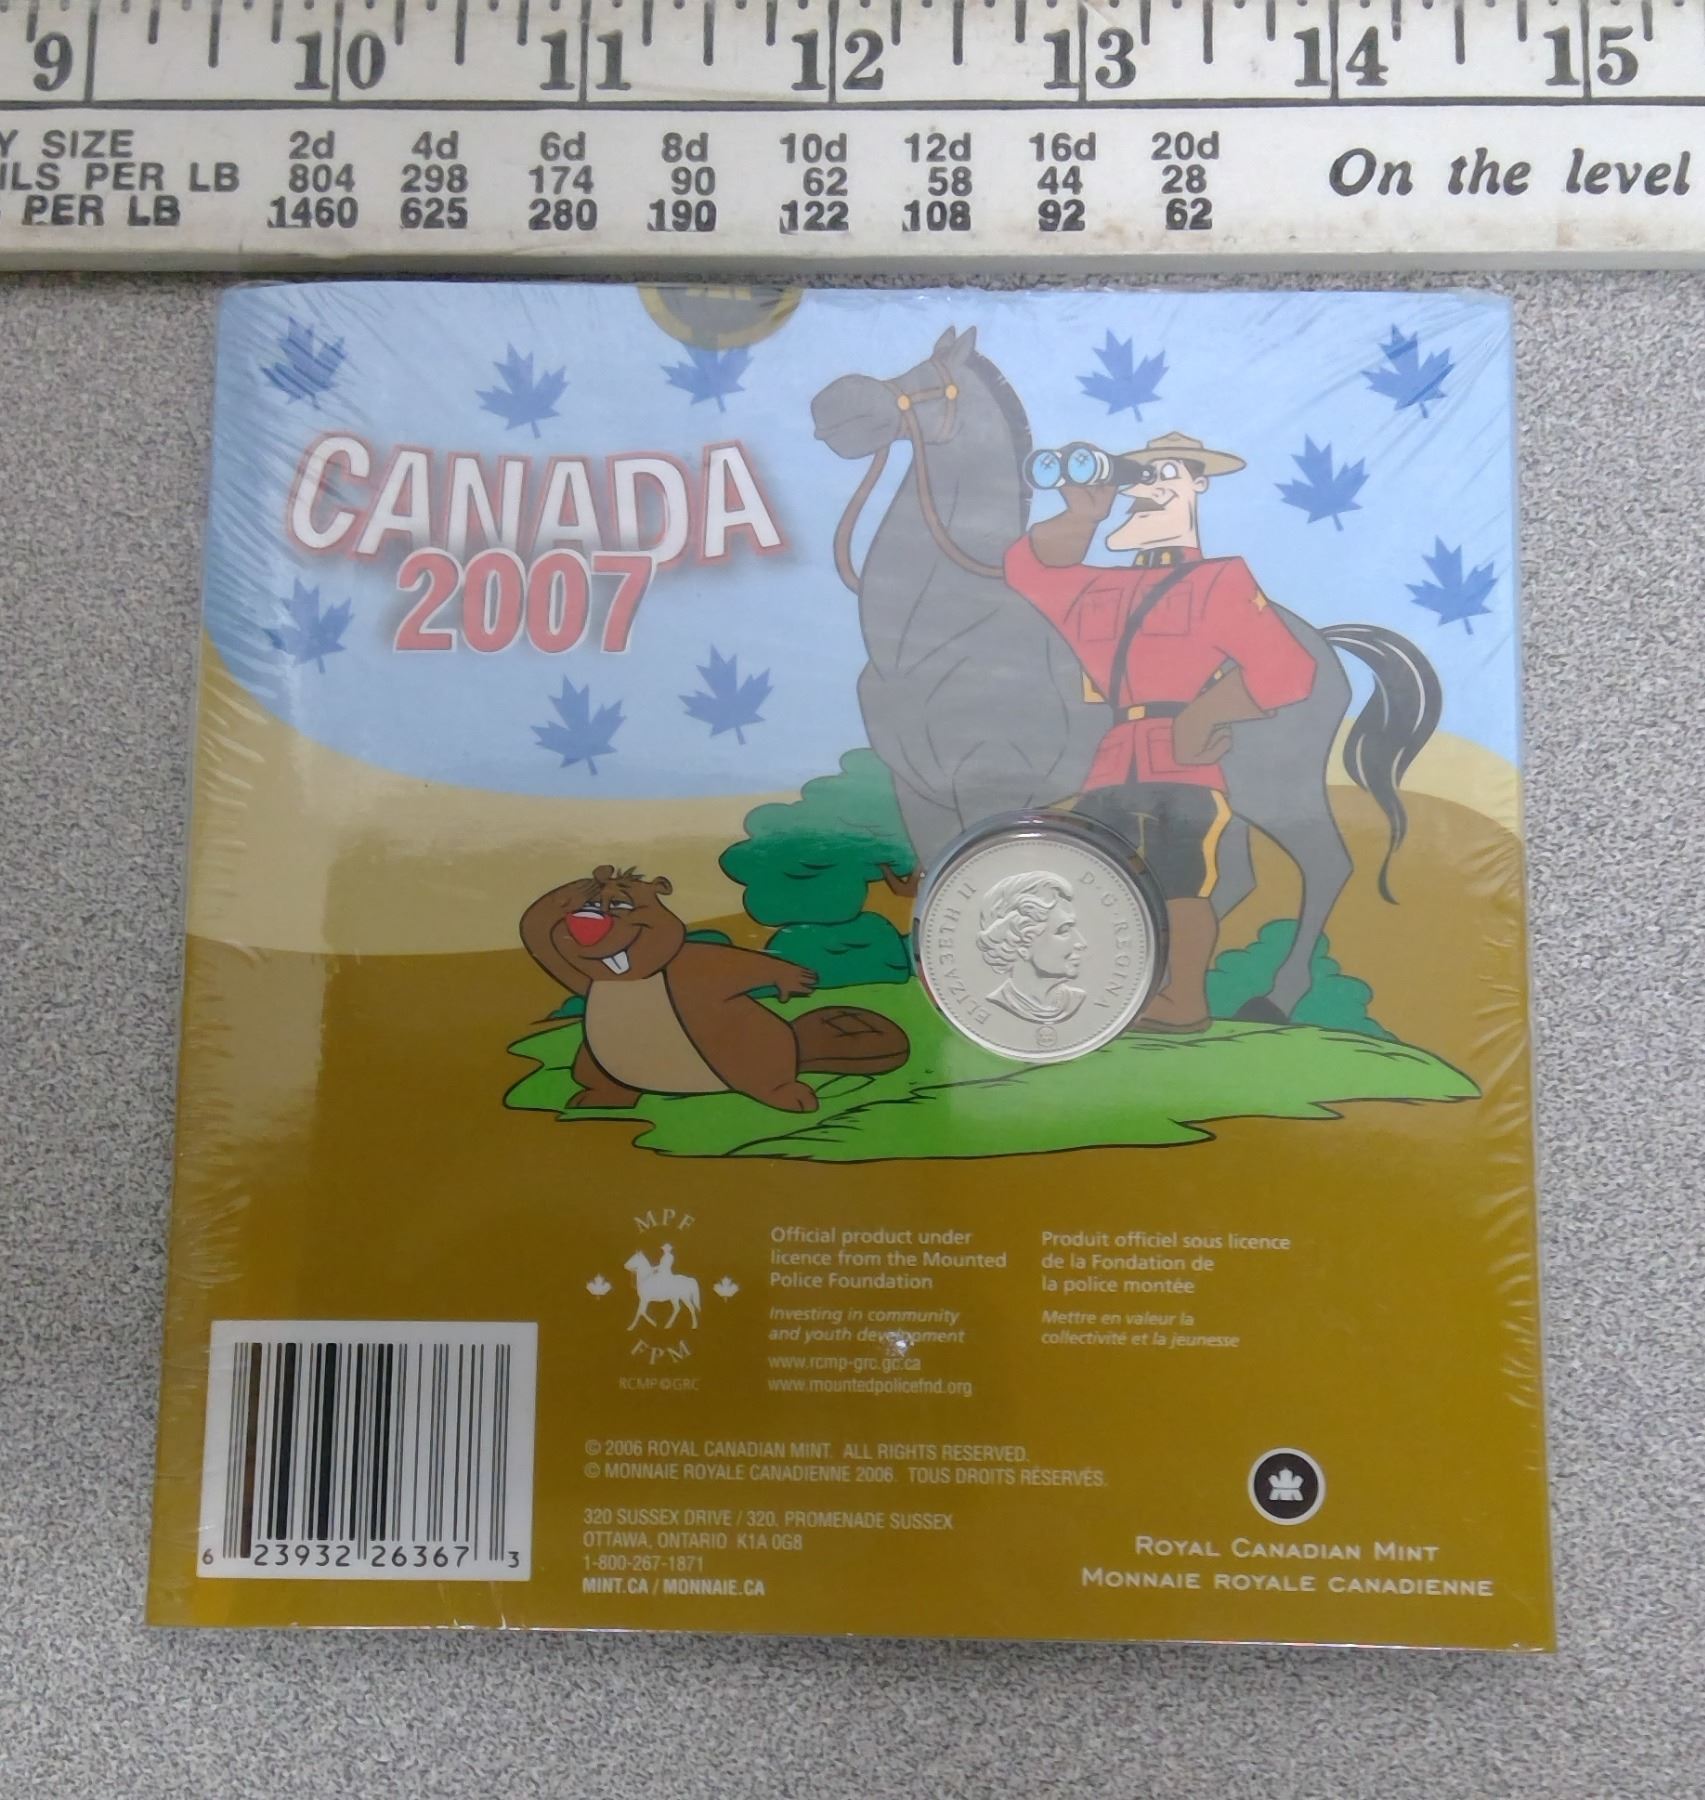 9 10 11 12 13 14 15
Y SIZE 2d 4d 6d 8d 10d 12d 16d 20d
ILS PER LB 804 298 174 90 62 58 44 28
PER LB 1460 625 280 190 122 108 92 62
On the level
CANADA
2007
ELIZABETH II D·G·REGINA
MPF
FPM
RCMP GRC
Official product under
licence from the Mounted
Police Foundation
Investing in community
and youth development
www.rcmp-grc.gc.ca
www.mountedpolicefnd.org
Produit officiel sous licence
de la Fondation de
la police montée
Mettre en valeur la
collectivité et la jeunesse
6 23932 26367 3
© 2006 ROYAL CANADIAN MINT. ALL RIGHTS RESERVED.
© MONNAIE ROYALE CANADIENNE 2006. TOUS DROITS RÉSERVÉS.
320 SUSSEX DRIVE / 320, PROMENADE SUSSEX
OTTAWA, ONTARIO K1A 0G8
1-800-267-1871
MINT.CA / MONNAIE.CA
ROYAL CANADIAN MINT
MONNAIE ROYALE CANADIENNE